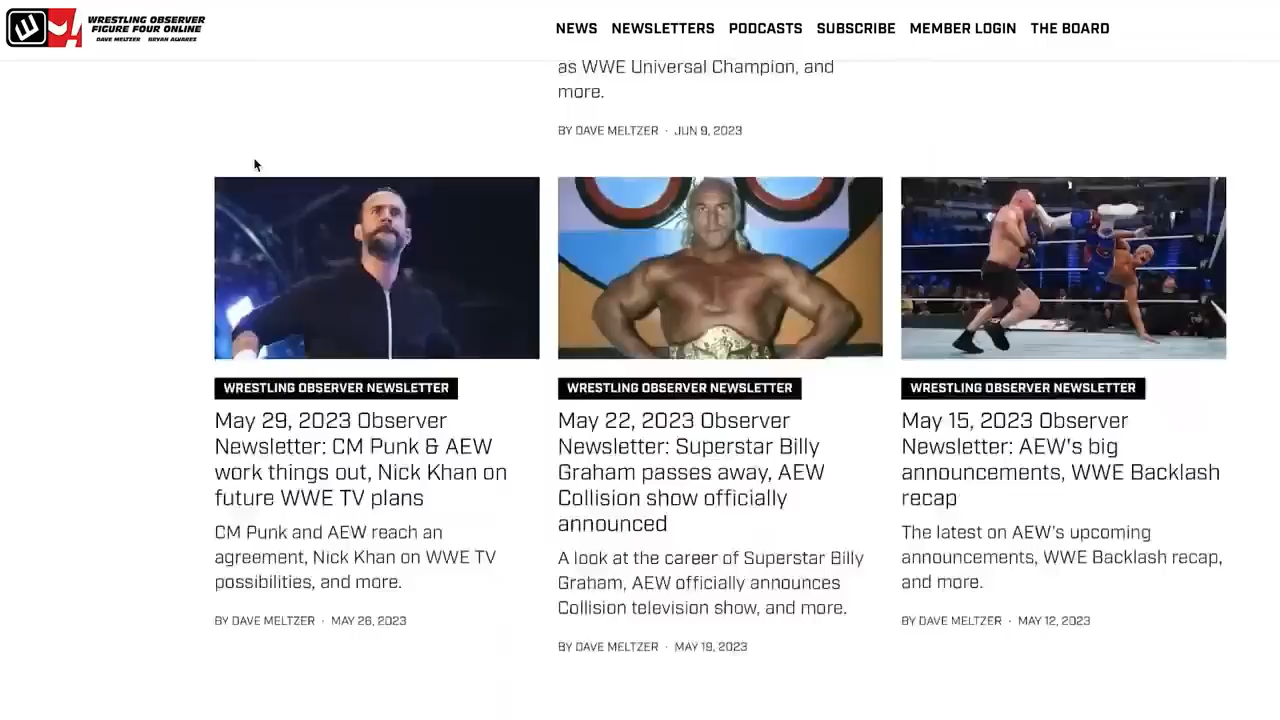 WRESTLING OBSERVER
FIGURE FOUR ONLINE
DAVE MELTZER BRYAN ALVAREZ
NEWS NEWSLETTERS PODCASTS SUBSCRIBE MEMBER LOGIN THE BOARD
as WWE Universal Champion, and
more.
BY DAVE MELTZER · JUN 9, 2023
WRESTLING OBSERVER NEWSLETTER
May 29, 2023 Observer
Newsletter: CM Punk & AEW
work things out, Nick Khan on
future WWE TV plans
CM Punk and AEW reach an
agreement, Nick Khan on WWE TV
possibilities, and more.
BY DAVE MELTZER · MAY 26, 2023
WRESTLING OBSERVER NEWSLETTER
May 22, 2023 Observer
Newsletter: Superstar Billy
Graham passes away, AEW
Collision show officially
announced
A look at the career of Superstar Billy
Graham, AEW officially announces
Collision television show, and more.
BY DAVE MELTZER · MAY 19, 2023
WRESTLING OBSERVER NEWSLETTER
May 15, 2023 Observer
Newsletter: AEW's big
announcements, WWE Backlash
recap
The latest on AEW's upcoming
announcements, WWE Backlash recap,
and more.
BY DAVE MELTZER · MAY 12, 2023